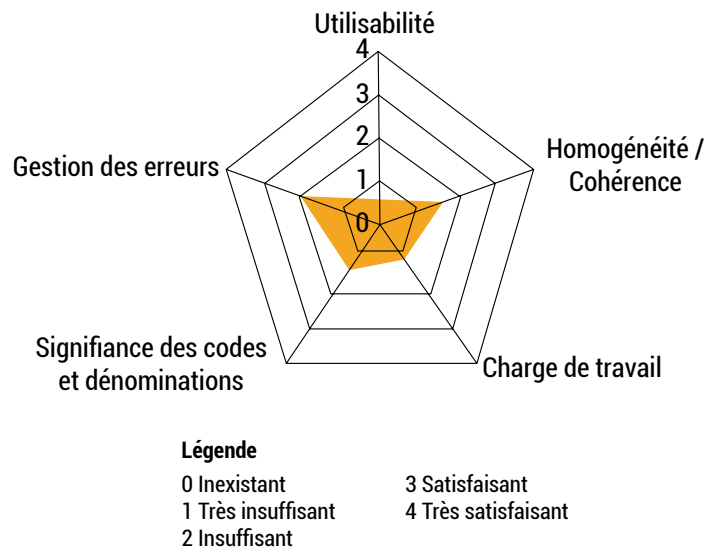 Utilisabilité
4
3
2
1
0
Homogénéité /
Cohérence
Gestion des erreurs
Signifiance des codes
et dénominations
Charge de travail
Légende
0 Inexistant
1 Très insuffisant
2 Insuffisant
3 Satisfaisant
4 Très satisfaisant